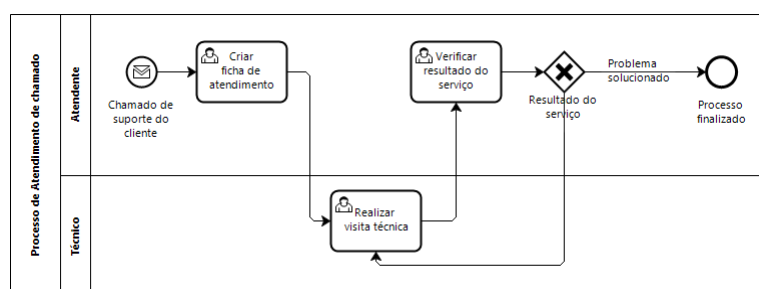 Processo de Atendimento de chamado
Atendente
Chamado de
suporte do
cliente
Criar
ficha de
atendimento
Verificar
resultado do
serviço
Resultado do
serviço
Problema
solucionado
Processo
finalizado
Técnico
Realizar
visita técnica